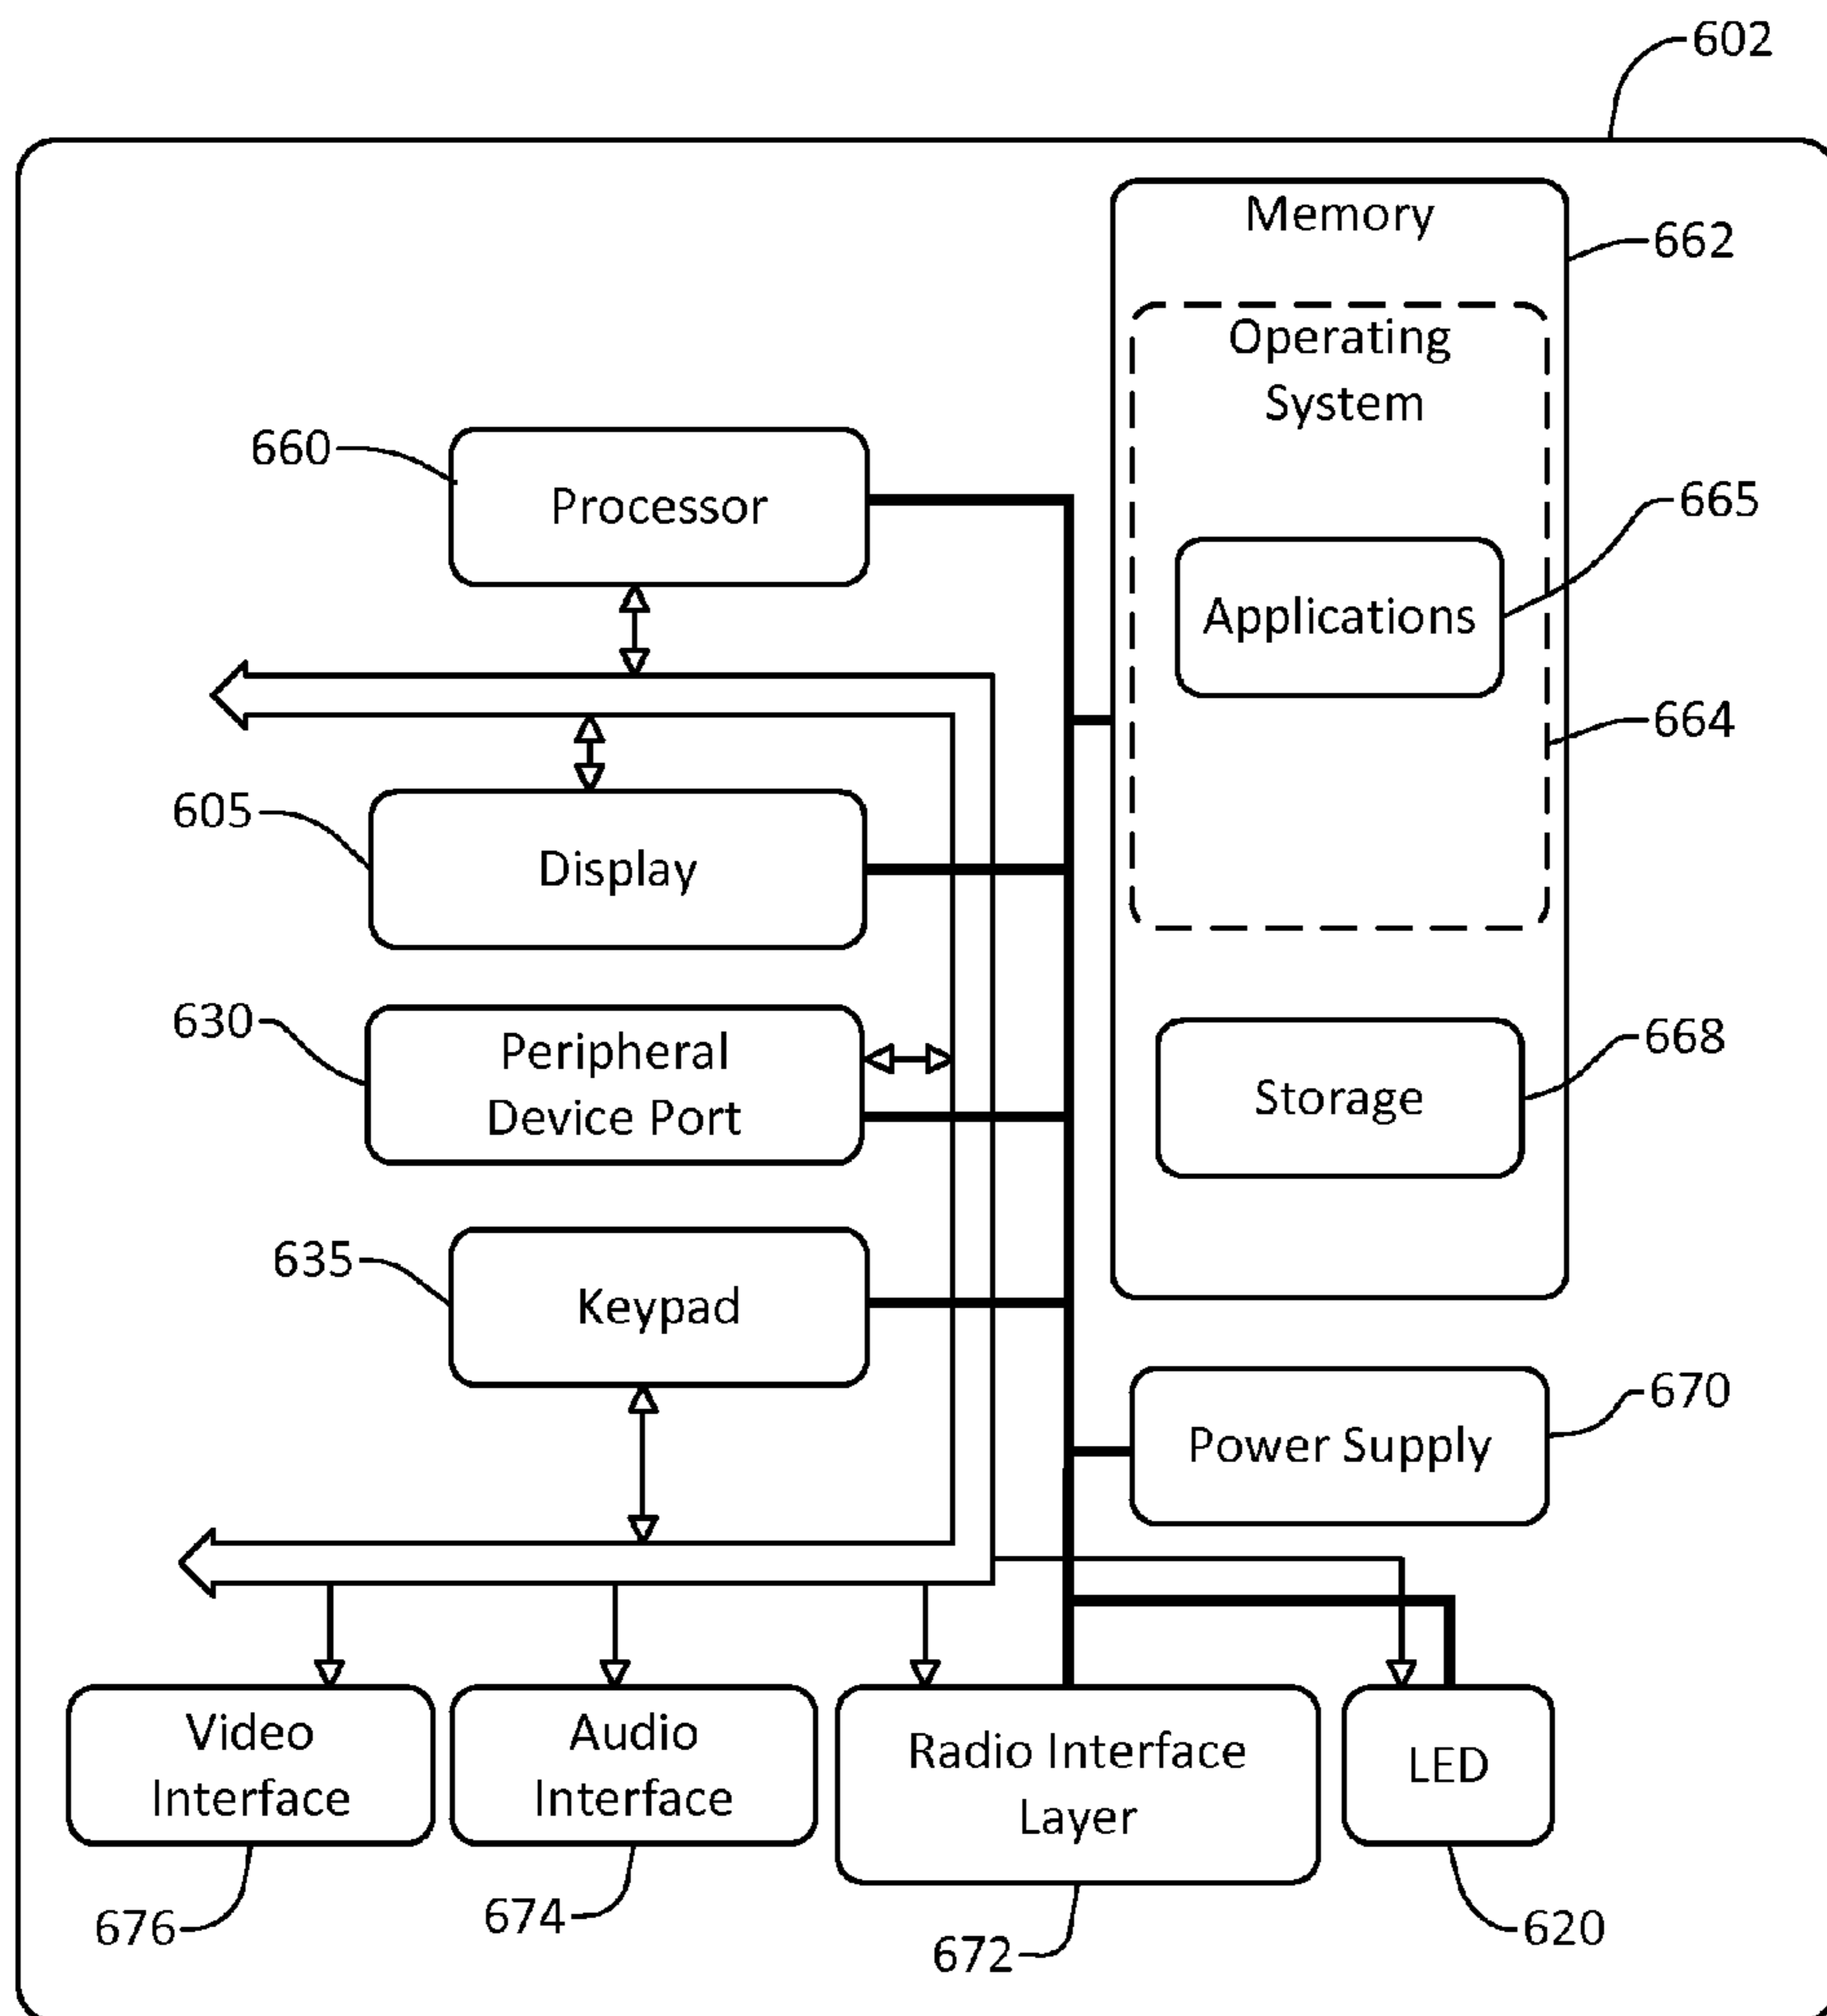 602
Memory
662
Operating
System
660
Processor
665
Applications
664
605
Display
630
Peripheral
Device Port
668
Storage
635
Keypad
670
Power Supply
Video
Interface
Audio
Interface
Radio Interface
Layer
LED
676
674
672
620